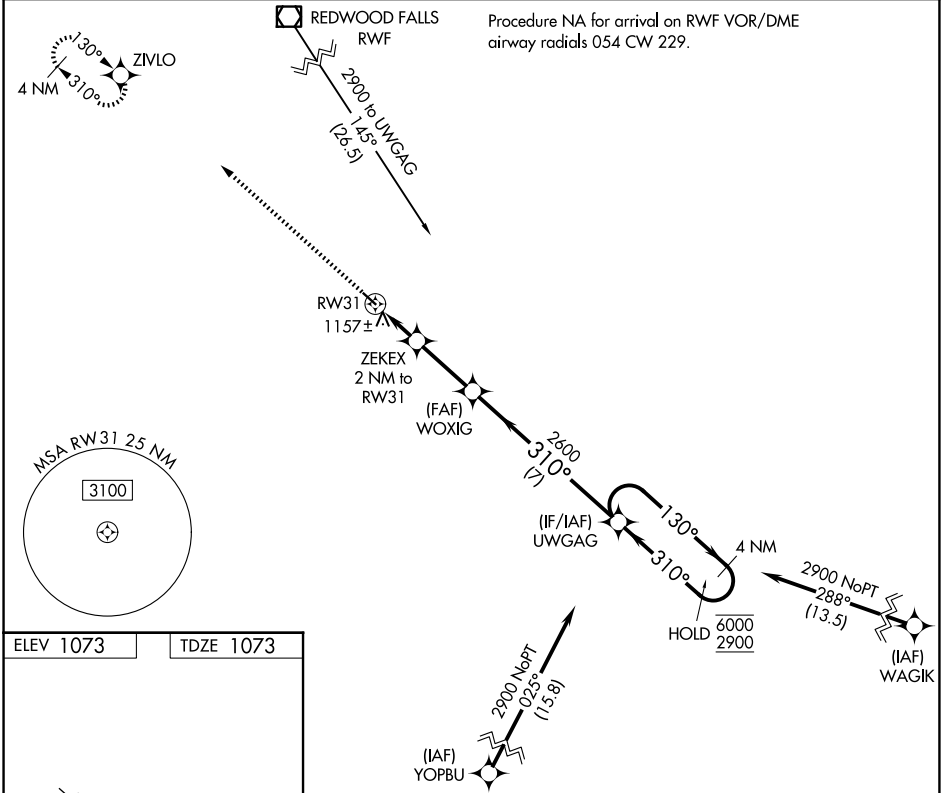 REDWOOD FALLS
RWF
Procedure NA for arrival on RWF VOR/DME
airway radials 054 CW 229.
130°
ZIVLO
4 NM
310°
2900 to UWGAG
145°
(26.5)
RW31
1157±
ZEKEX
2 NM to
RW31
(FAF)
WOXIG
2600
310°
(7)
MSA RW31 25 NM
3100
(IF/IAF)
UWGAG
130°
310°
4 NM
HOLD
6000
2900
2900 NoPT
288°
(13.5)
(IAF)
WAGIK
2900 NoPT
025°
(15.8)
(IAF)
YOPBU
ELEV 1073
TDZE 1073